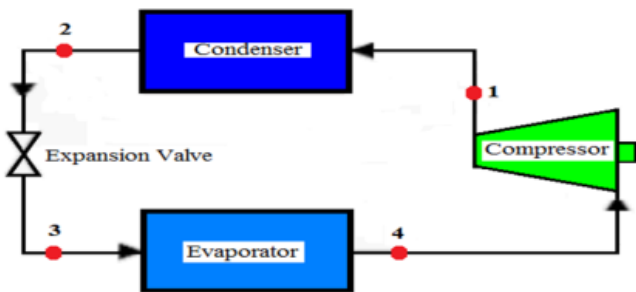 2
Condenser
1
Expansion Valve
Compressor
3
4
Evaporator